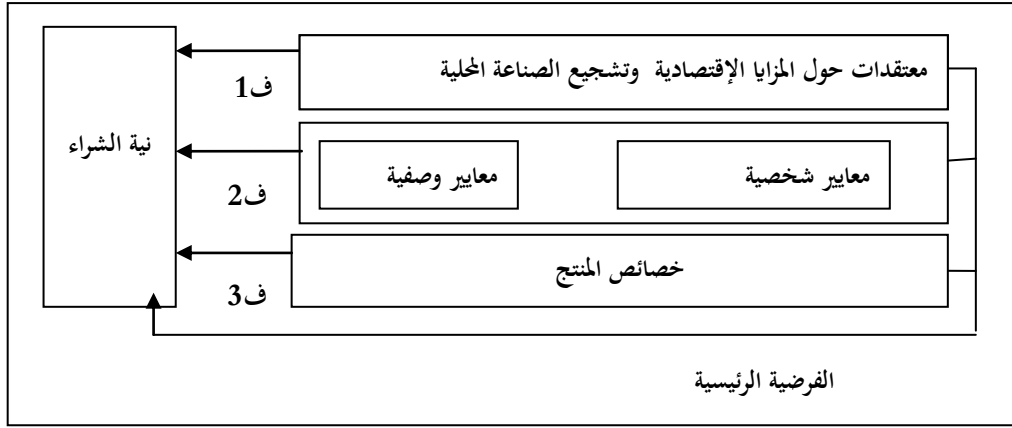 معتقدات حول المزايا الإقتصادية وتشجيع الصناعة المحلية
ف1
نية الشراء
معايير شخصية
معايير وصفية
ف2
خصائص المنتج
ف3
الفرضية الرئيسية